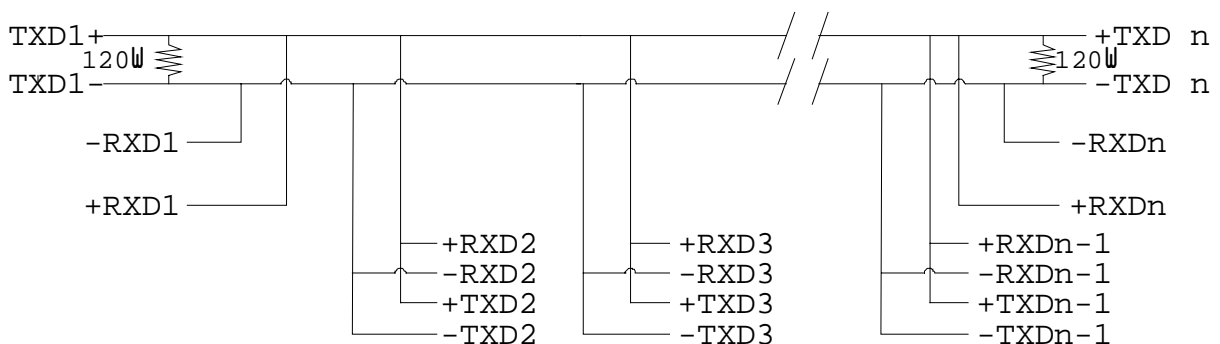 TXD1+ +TXD n
120W 120W
TXD1- -TXD n
-RXD1 -RXDn
+RXD1 +RXDn
+RXD2 +RXD3 +RXDn-1
-RXD2 -RXD3 -RXDn-1
+TXD2 +TXD3 +TXDn-1
-TXD2 -TXD3 -TXDn-1